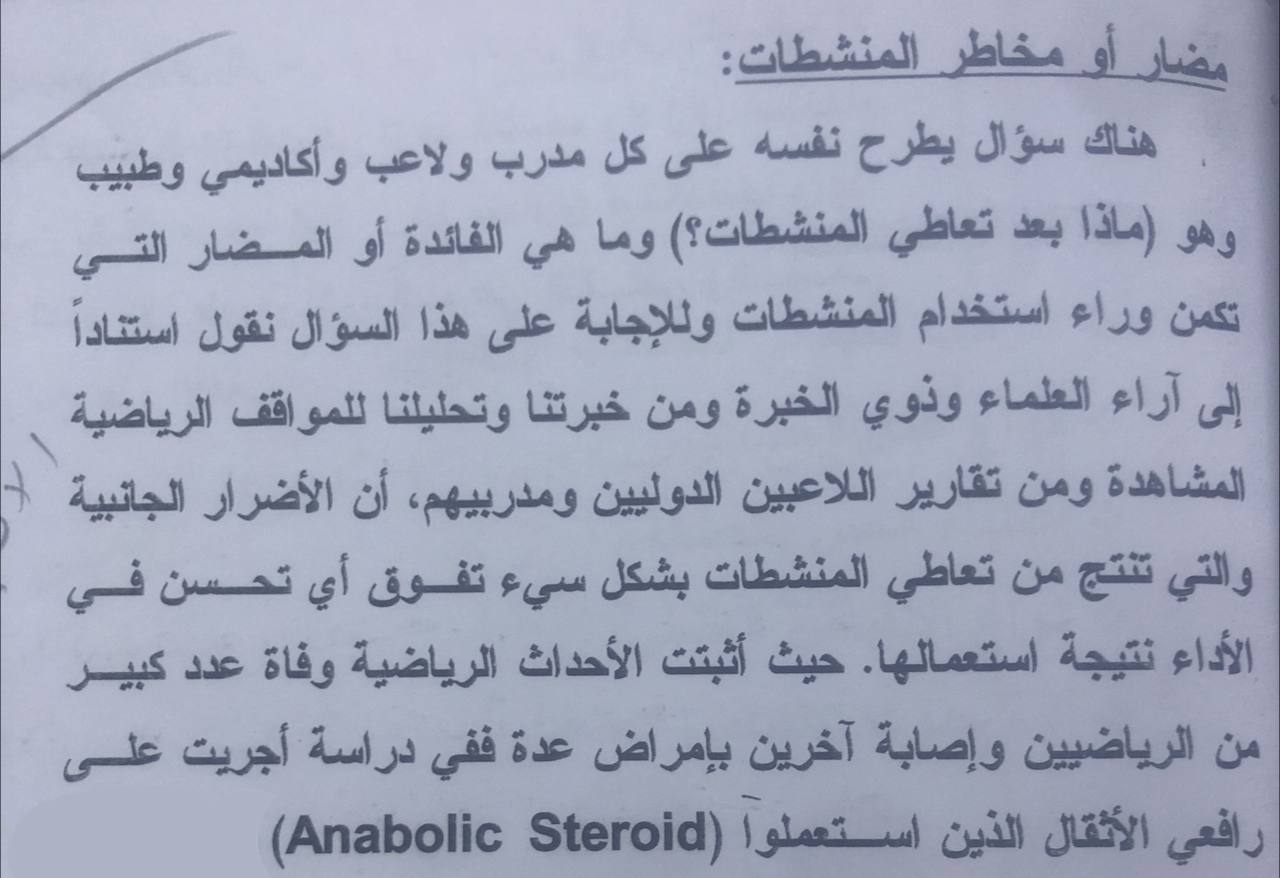 مضار أو مخاطر المنشطات:
هناك سؤال يطرح نفسه على كل مدرب ولاعب وأكاديمي وطبيب
وهو (ماذا بعد تعاطي المنشطات؟) وما هي الفائدة أو المضار التي
تكمن وراء استخدام المنشطات وللإجابة على هذا السؤال نقول استناداً
إلى آراء العلماء وذوي الخبرة ومن خبرتنا وتحليلنا للمواقف الرياضية
المشاهدة ومن تقارير اللاعبين الدوليين ومدربيهم، أن الأضرار الجانبية
والتي تنتج من تعاطي المنشطات بشكل سيء تفوق أي تحسن في
الأداء نتيجة استعمالها. حيث أثبتت الأحداث الرياضية وفاة عدد كبير
من الرياضيين وإصابة آخرين بإمراض عدة ففي دراسة أجريت على
رافعي الأثقال الذين استعملوا (Anabolic Steroid)